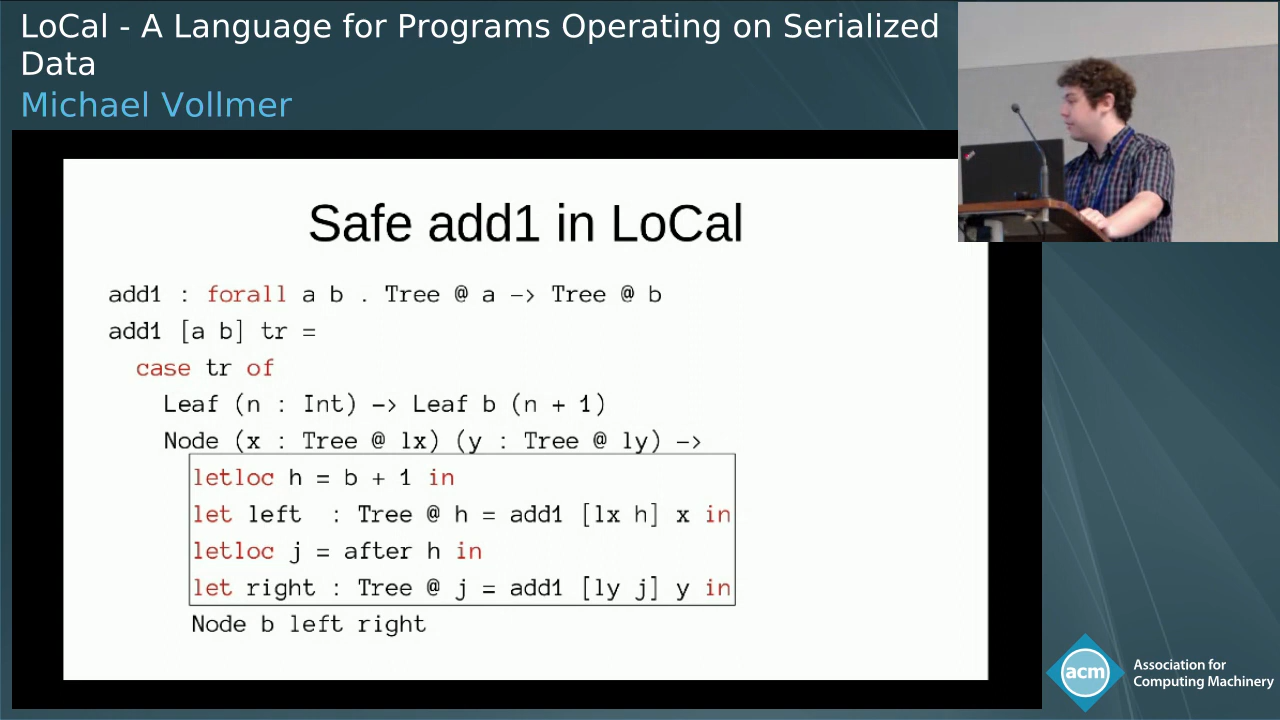 LoCal - A Language for Programs Operating on Serialized
Data
Michael Vollmer
Safe add1 in LoCal
add1 : forall a b . Tree @ a -> Tree @ b
add1 [a b] tr =
case tr of
Leaf (n : Int) -> Leaf b (n + 1)
Node (x : Tree @ lx) (y : Tree @ ly) ->
letloc h = b + 1 in
let left : Tree @ h = add1 [lx h] x in
letloc j = after h in
let right : Tree @ j = add1 [ly j] y in
Node b left right
acm
Association for
Computing Machinery